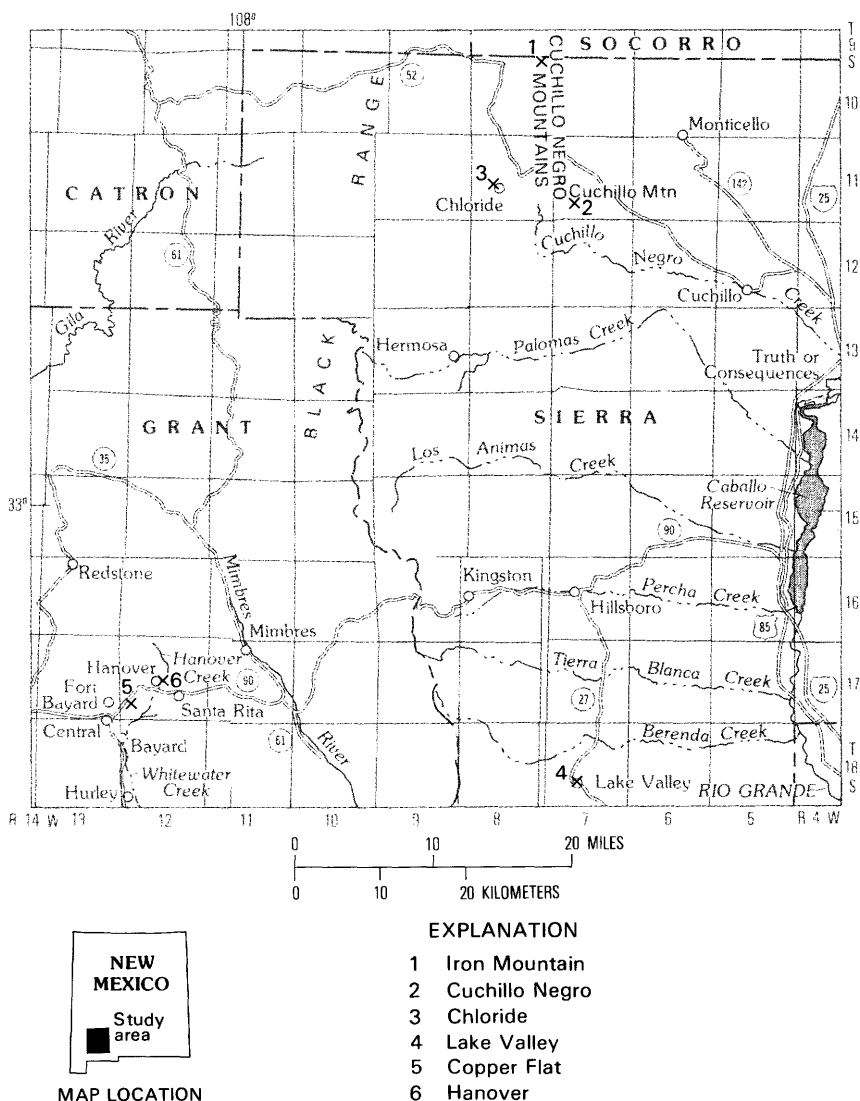 108°
1
SOCORRO
T
9
S
52
CUCHILLO NEGRO
MOUNTAINS
RANGE
10
Monticello
CATRON
3
Chloride
Cuchillo Mtn
2
142
25
11
River
61
Cuchillo
Negro
Creek
12
Cuchillo
Gila
Hermosa
Palomas Creek
13
Truth or
Consequences
BLACK
GRANT
SIERRA
14
35
Los Animas
Creek
Caballo
Reservoir
33°
15
90
Redstone
Mimbres
Kingston
Hillsboro
Percha Creek
16
85
Mimbres
Hanover
Hanover
Creek
6
5
Fort
Bayard
90
Santa Rita
Tierra
Blanca
Creek
27
25
Central
Bayard
61
River
Berenda Creek
T
18
S
Whitewater
Creek
Hurley
4
Lake Valley
RIO GRANDE
R 14 W
13
12
11
10
9
8
7
6
5
R 4 W
0 10 20 MILES
0 10 20 KILOMETERS
NEW
MEXICO
Study
area
MAP LOCATION
EXPLANATION
1 Iron Mountain
2 Cuchillo Negro
3 Chloride
4 Lake Valley
5 Copper Flat
6 Hanover